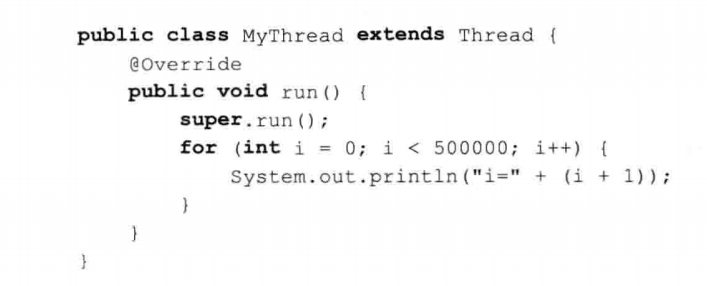 public class MyThread extends Thread {
@Override
public void run() {
super.run();
for (int i = 0; i < 500000; i++) {
System.out.println("i=" + (i + 1));
}
}
}